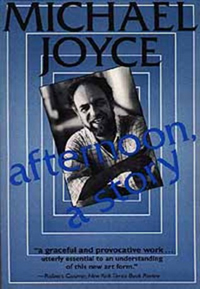 MICHAEL
JOYCE
afternoon,
a story
"a graceful and provocative work...
utterly essential to an understanding
of this new art form."
—Robert Coover, New York Times Book Review